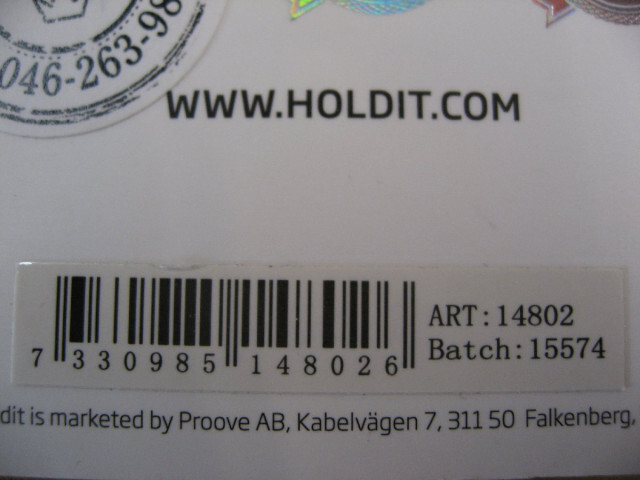 046-263-98
WWW.HOLDIT.COM
ART:14802
Batch:15574
7 330985 148026
dit is marketed by Proove AB, Kabelvägen 7, 311 50 Falkenberg,